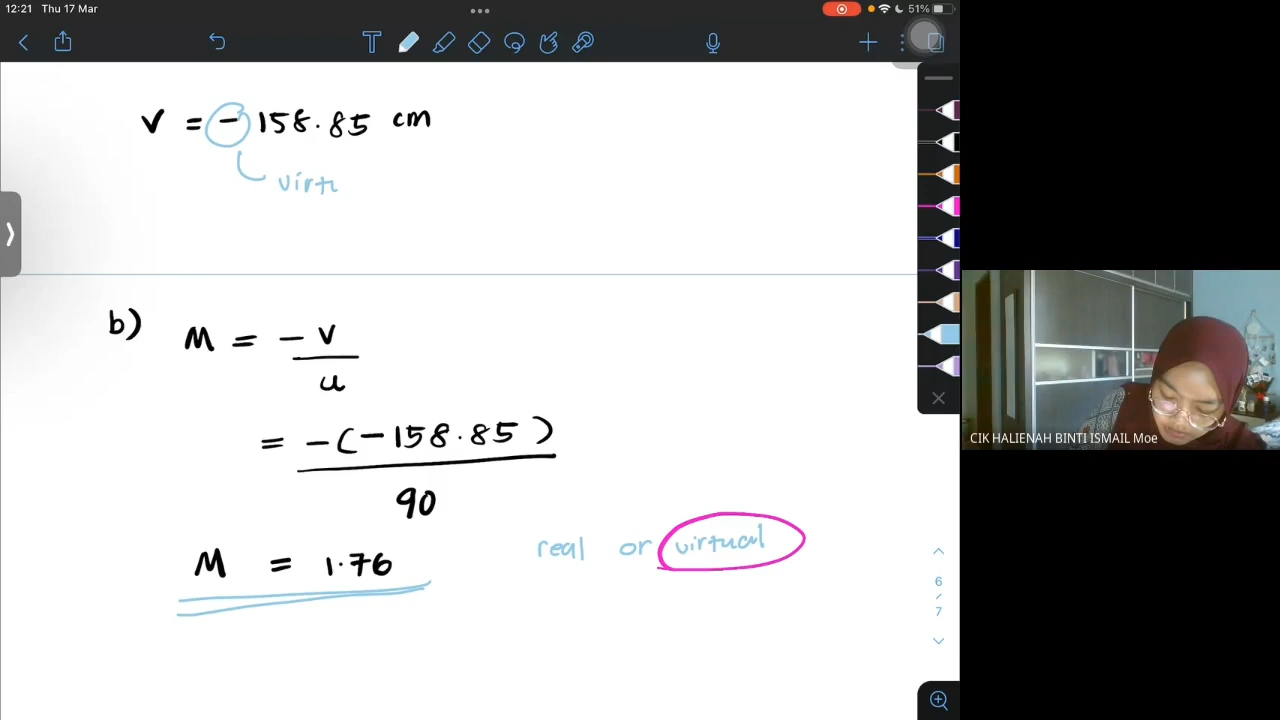 12:21 Thu 17 Mar
51%
T
v = - 158.85 cm
virtu
b) M = - v
u
= -(-158.85)
90
M = 1.76
real or virtual
6
/
7
CIK HALIENAH BINTI ISMAIL Moe